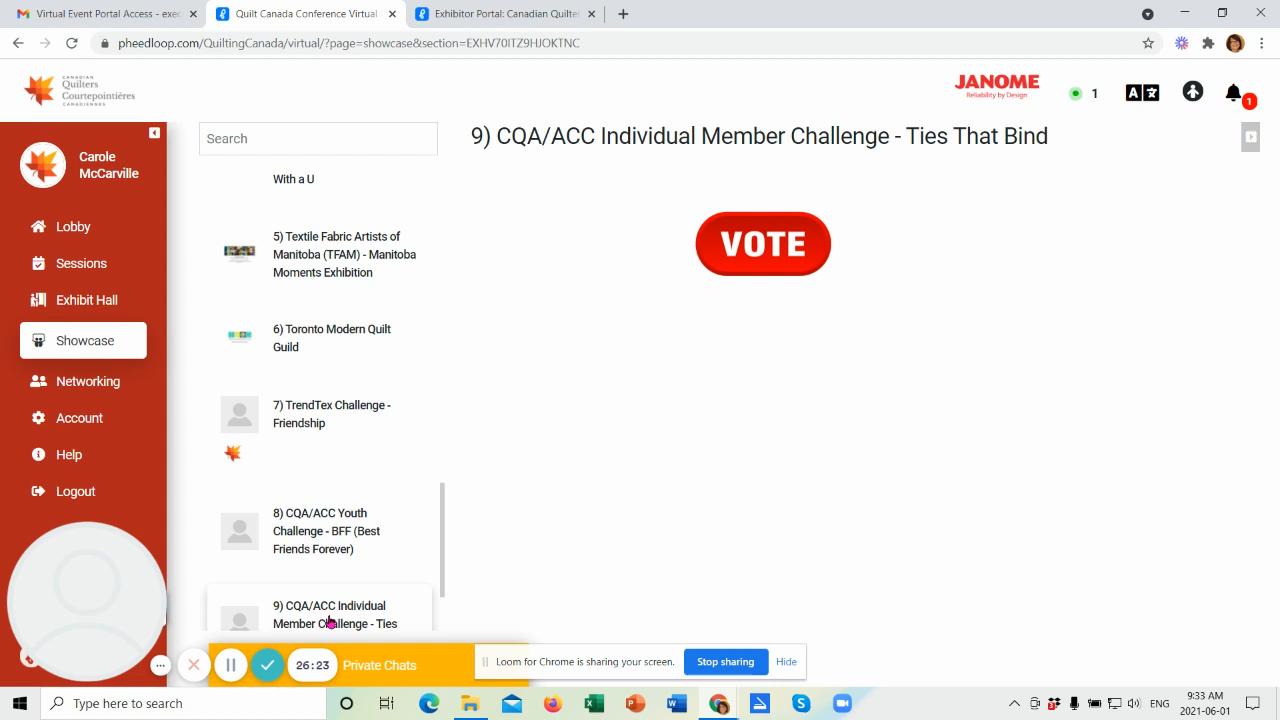 Virtual Event Portal Access - exec
Quilt Canada Conference Virtual
Exhibitor Portal: Canadian Quilte
pheedloop.com/QuiltingCanada/virtual/?page=showcase&section=EXHV70ITZ9HJOKTNC
CANADIAN
Quilters
Courtepointières
CANADIENNES
JANOME
Reliability by Design
1
A
1
Carole
McCarville
Search
9) CQA/ACC Individual Member Challenge - Ties That Bind
VOTE
Lobby
Sessions
Exhibit Hall
Showcase
Networking
Account
Help
Logout
With a U
5) Textile Fabric Artists of
Manitoba (TFAM) - Manitoba
Moments Exhibition
6) Toronto Modern Quilt
Guild
7) TrendTex Challenge -
Friendship
8) CQA/ACC Youth
Challenge - BFF (Best
Friends Forever)
9) CQA/ACC Individual
Member Challenge - Ties
26:23
Private Chats
Loom for Chrome is sharing your screen.
Stop sharing
Hide
Type here to search
ENG
9:33 AM
2021-06-01